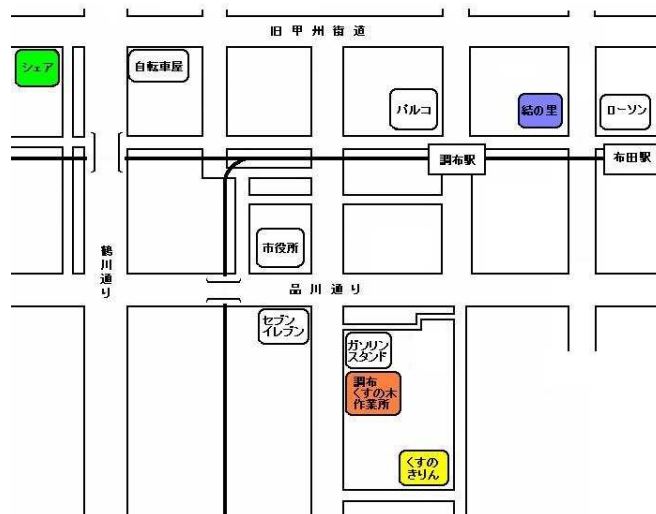 旧甲州街道
シェア
自転車屋
パルコ
結の里
ローソン
調布駅
布田駅
鶴川通り
市役所
品川通り
セブン
イレブン
ガソリン
スタンド
調布
くすの木
作業所
くすの
きりん